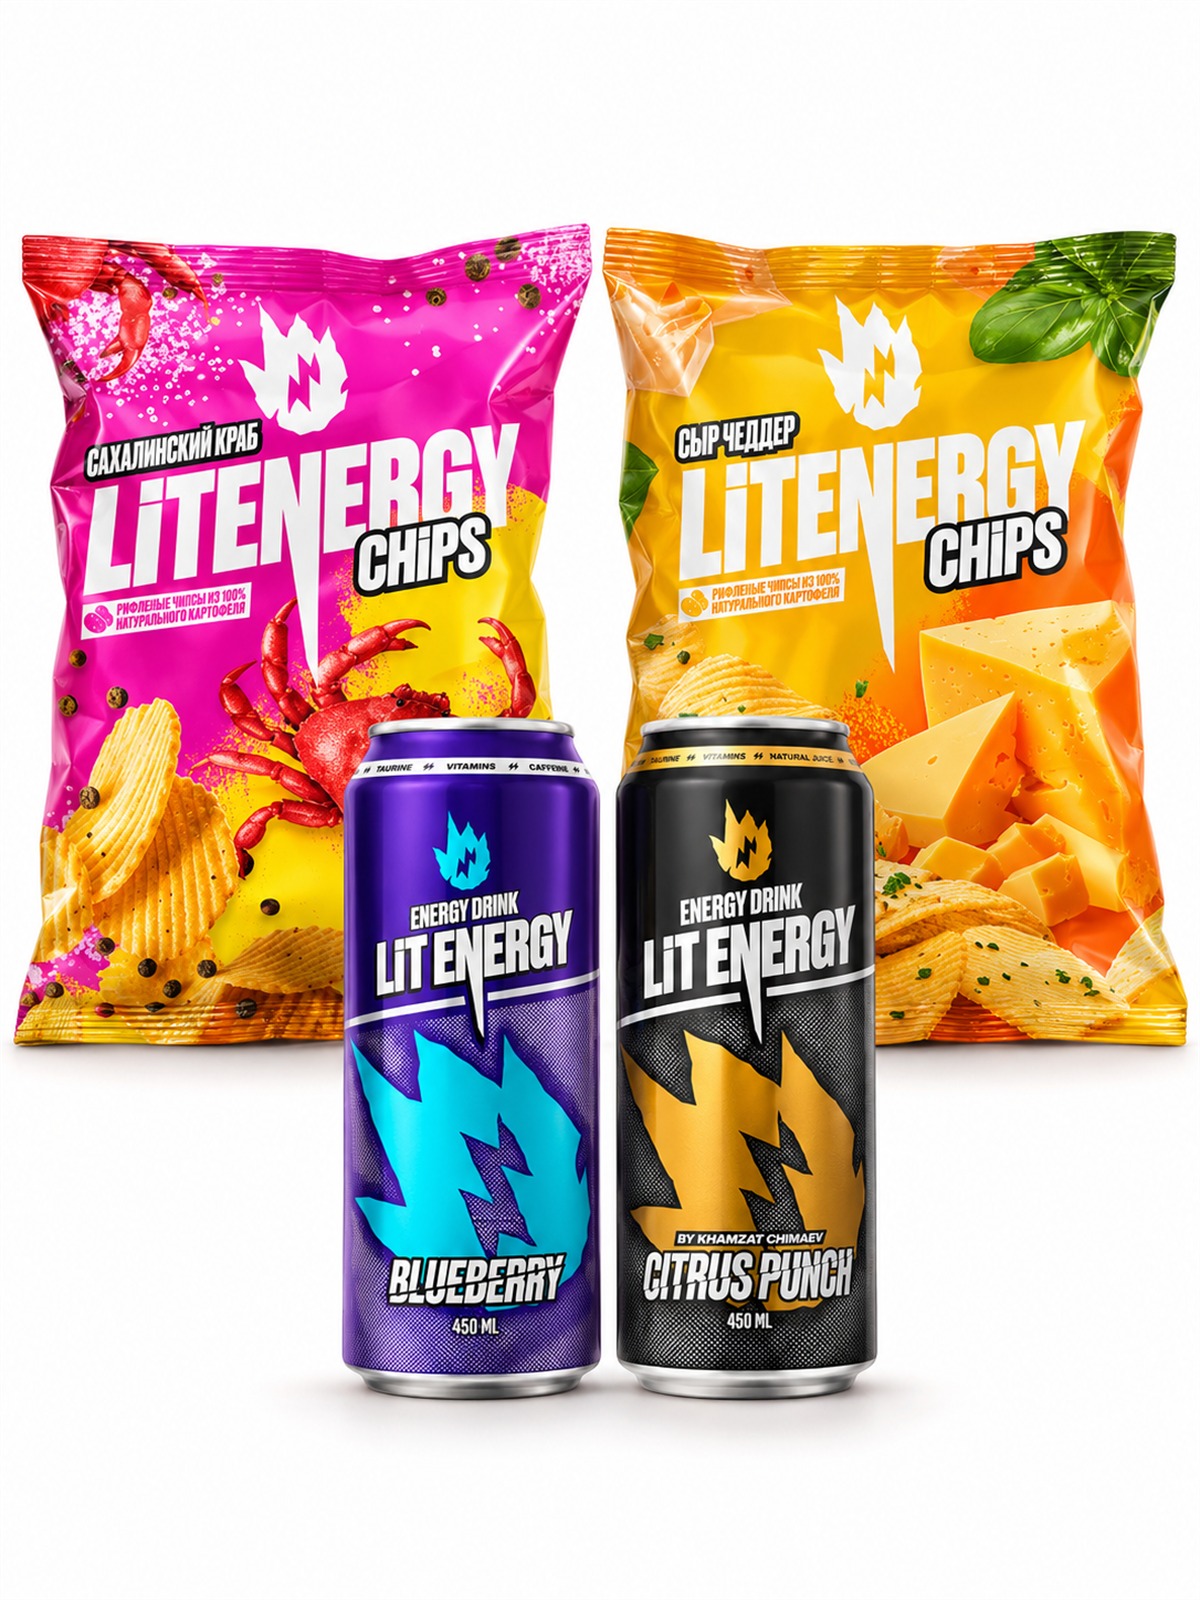 САХАЛИНСКИЙ КРАБ
LiTENERGY
CHiPS
РИФЛЕНЫЕ ЧИПСЫ ИЗ 100%
НАТУРАЛЬНОГО КАРТОФЕЛЯ
СЫР ЧЕДДЕР
LiTENERGY
CHiPS
РИФЛЕНЫЕ ЧИПСЫ ИЗ 100%
НАТУРАЛЬНОГО КАРТОФЕЛЯ
TAURINE VITAMINS CAFFEINE
ENERGY DRINK
LiT ENERGY
BLUEBERRY
450 ML
TAURINE VITAMINS NATURAL JUICE
ENERGY DRINK
LiT ENERGY
BY KHAMZAT CHIMAEV
CITRUS PUNCH
450 ML